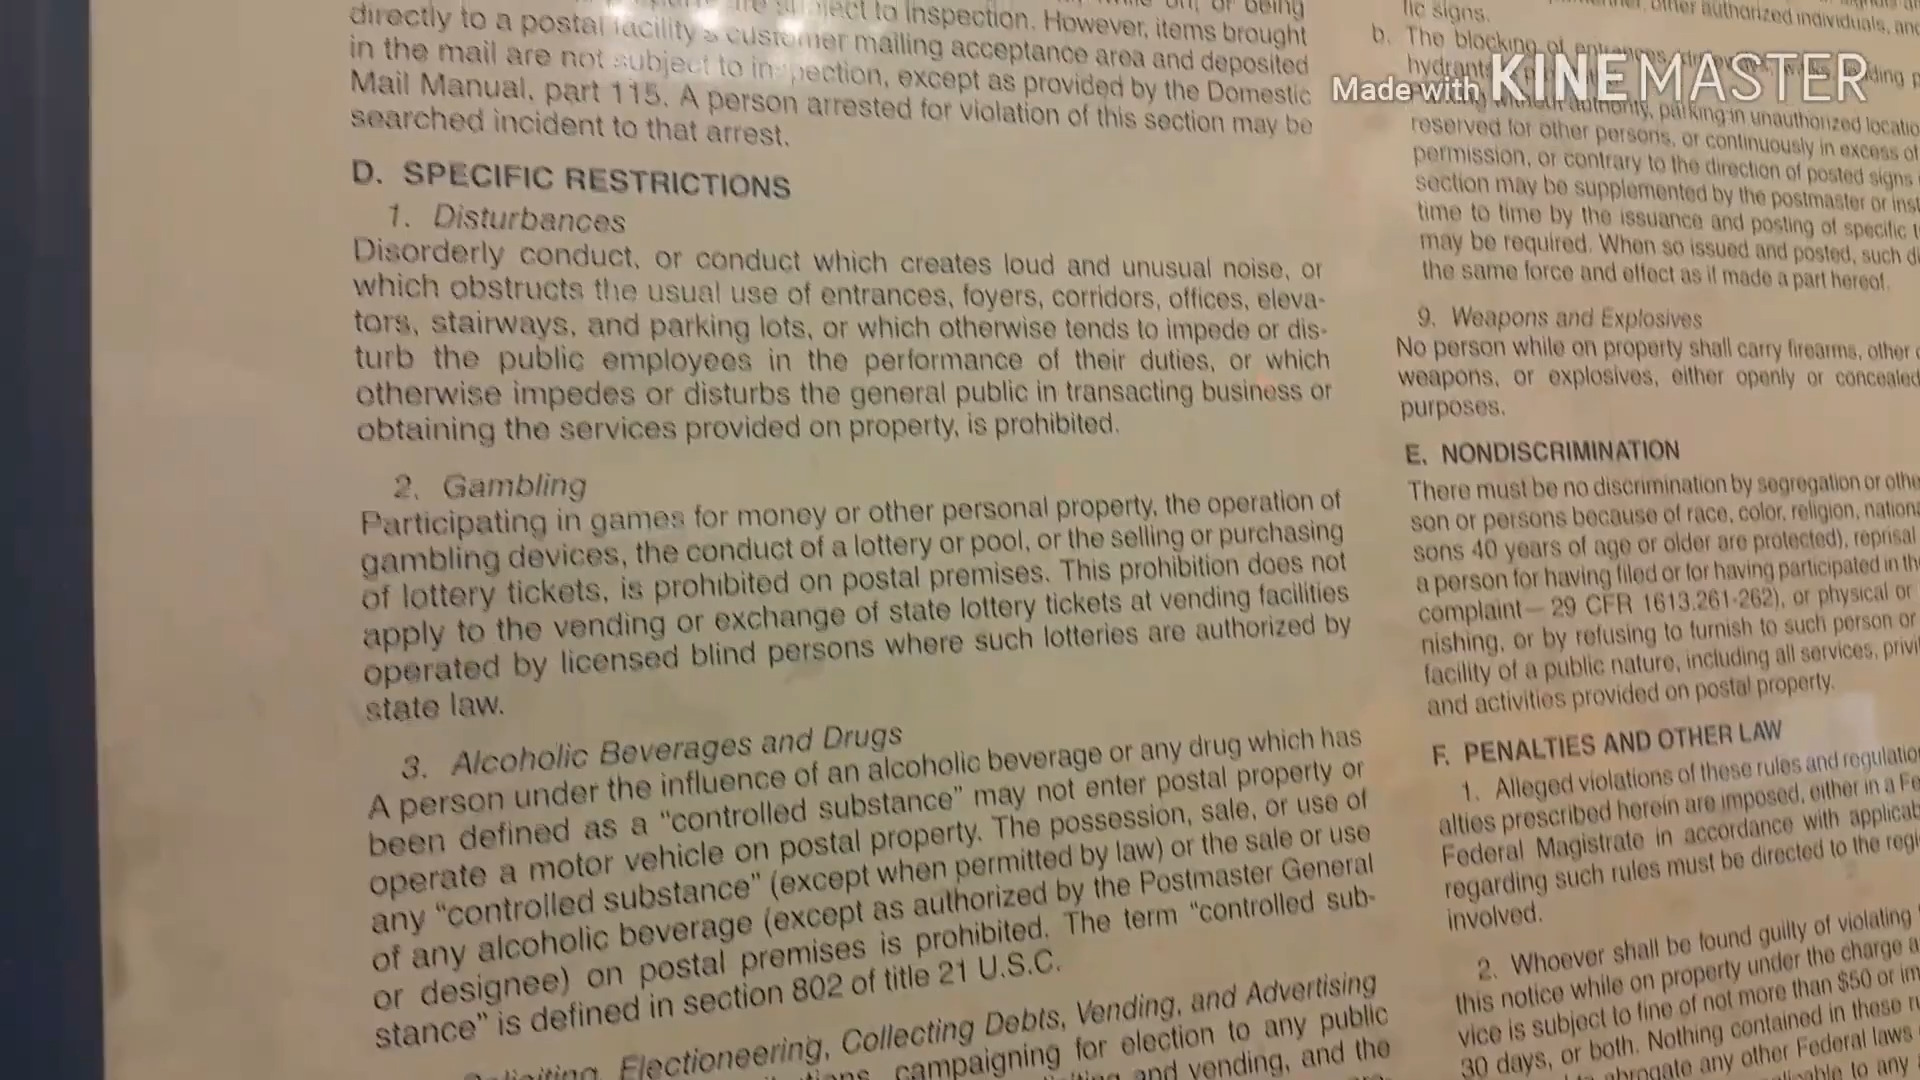 directly to a postal facility's customer mailing acceptance area and deposited
in the mail are not subject to inspection, except as provided by the Domestic
Mail Manual, part 115. A person arrested for violation of this section may be
searched incident to that arrest.
D. SPECIFIC RESTRICTIONS
1. Disturbances
Disorderly conduct, or conduct which creates loud and unusual noise, or
which obstructs the usual use of entrances, foyers, corridors, offices, eleva-
tors, stairways, and parking lots, or which otherwise tends to impede or dis-
turb the public employees in the performance of their duties, or which
otherwise impedes or disturbs the general public in transacting business or
obtaining the services provided on property, is prohibited.
2. Gambling
Participating in games for money or other personal property, the operation of
gambling devices, the conduct of a lottery or pool, or the selling or purchasing
of lottery tickets, is prohibited on postal premises. This prohibition does not
apply to the vending or exchange of state lottery tickets at vending facilities
operated by licensed blind persons where such lotteries are authorized by
state law.
3. Alcoholic Beverages and Drugs
A person under the influence of an alcoholic beverage or any drug which has
been defined as a "controlled substance" may not enter postal property or
operate a motor vehicle on postal property. The possession, sale, or use of
any "controlled substance" (except when permitted by law) or the sale or use
of any alcoholic beverage (except as authorized by the Postmaster General
or designee) on postal premises is prohibited. The term "controlled sub-
stance" is defined in section 802 of title 21 U.S.C.
Electioneering, Collecting Debts, Vending, and Advertising
campaigning for election to any public
and vending, and the
lic signs.
other authorized individuals, and
b. The blocking of entrances
Made with KINEMASTER
parking in unauthorized
reserved for other persons, or continuously in excess of
permission, or contrary to the direction of posted signs
section may be supplemented by the postmaster or
time to time by the issuance and posting of specific
may be required. When so issued and posted, such
the same force and effect as if made a part hereof.
9. Weapons and Explosives
No person while on property shall carry firearms, other
weapons, or explosives, either openly or concealed
purposes.
E. NONDISCRIMINATION
There must be no discrimination by segregation or
son or persons because of race, color, religion,
sons 40 years of age or older are protected), reprisal
a person for having filed or for having participated in
complaint— 29 CFR 1613.261-262), or physical or
nishing, or by refusing to furnish to such person or
facility of a public nature, including all services,
and activities provided on postal property.
F. PENALTIES AND OTHER LAW
1. Alleged violations of these rules and
alties prescribed herein are imposed, either in a
Federal Magistrate in accordance with
regarding such rules must be directed to the
involved.
2. Whoever shall be found guilty of violating
this notice while on property under the charge
vice is subject to fine of not more than $50 or
30 days, or both. Nothing contained in these
abrogate any other Federal laws
to any